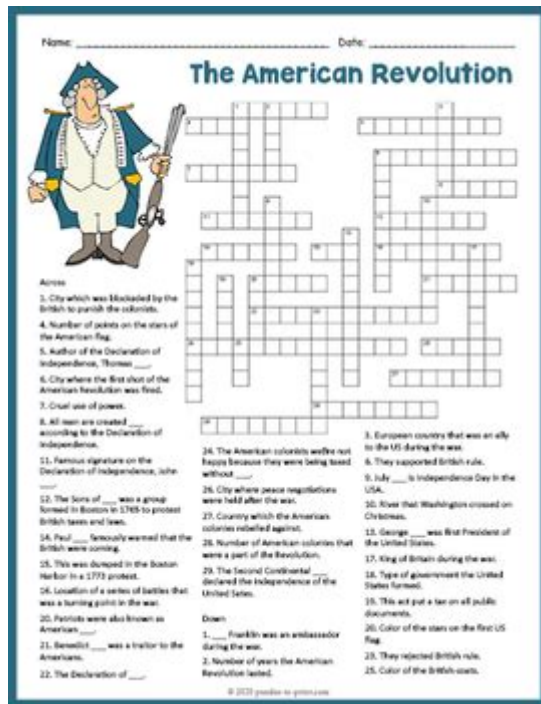 Name: Date:
The American Revolution
Across
1. City which was blockaded by the
British to punish the colonists.
4. Number of points on the stars of
the American flag.
5. Author of the Declaration of
Independence, Thomas ___.
6. City where the first shot of the
American Revolution was fired.
7. Cruel use of power.
8. All men are created ___
according to the Declaration of
Independence.
11. Famous signature on the
Declaration of Independence, John
___.
12. The Sons of ___ was a group
formed in Boston in 1765 to protest
British taxes and laws.
14. Paul ___ famously warned that the
British were coming.
15. This was dumped in the Boston
Harbor in a 1773 protest.
16. Location of a series of battles that
was a turning point in the war.
20. Patriots were also known as
American ___.
21. Benedict ___ was a traitor to the
Americans.
22. The Declaration of ___.
24. The American colonists were not
happy because they were being taxed
without ___.
26. City where peace negotiations
were held after the war.
27. Country which the American
colonies rebelled against.
28. Number of American colonies that
were a part of the Revolution.
29. The Second Continental ___
declared the independence of the
United States.
Down
1. ___ Franklin was an ambassador
during the war.
2. Number of years the American
Revolution lasted.
3. European country that was an ally
to the US during the war.
6. They supported British rule.
9. July ___ is Independence Day in the
USA.
10. River that Washington crossed on
Christmas.
13. George ___ was first President of
the United States.
17. King of Britain during the war.
18. Type of government the United
States formed.
19. This act put a tax on all public
documents.
20. Color of the stars on the first US
flag.
23. They rejected British rule.
25. Color of the British coats.
© 2020 puzzles-to-print.com